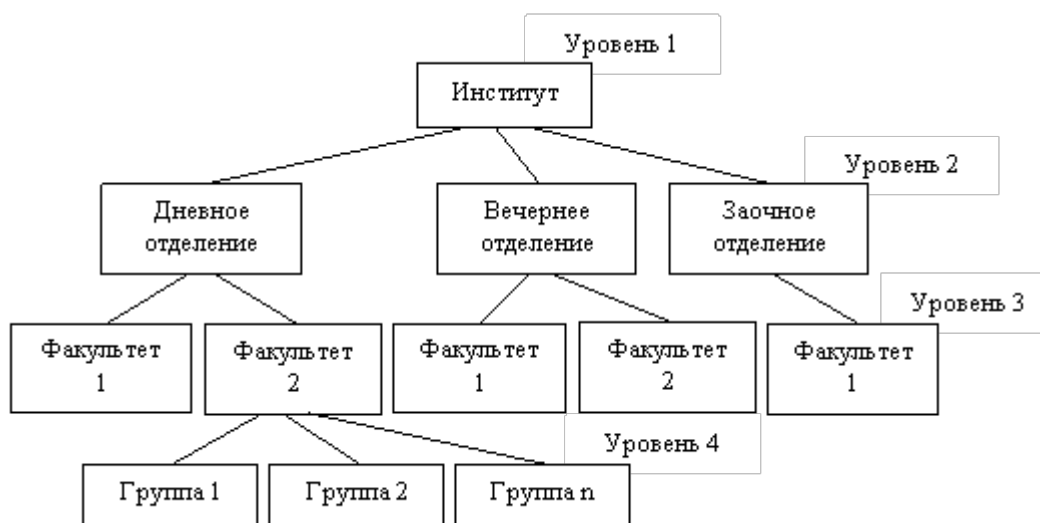 Уровень 1
Институт
Уровень 2
Дневное
отделение
Вечернее
отделение
Заочное
отделение
Уровень 3
Факультет
1
Факультет
2
Факультет
1
Факультет
2
Факультет
1
Уровень 4
Группа 1
Группа 2
Группа n